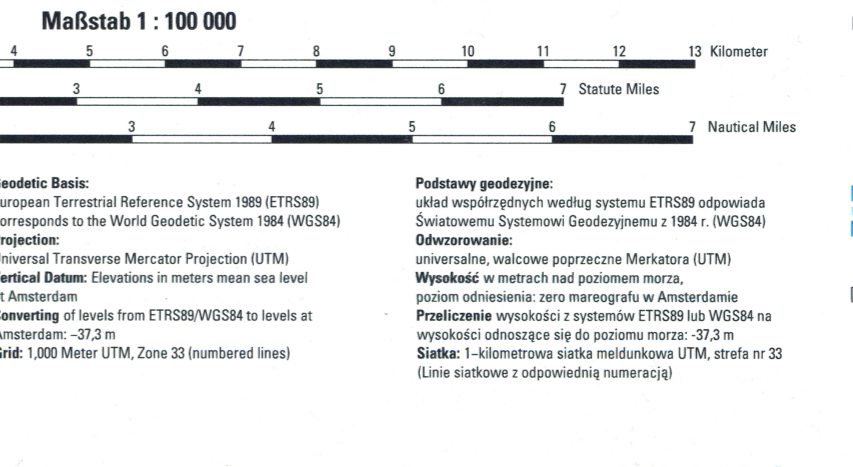 Maßstab 1 : 100 000
4 5 6 7 8 9 10 11 12 13 Kilometer
3 4 5 6 7 Statute Miles
3 4 5 6 7 Nautical Miles
eodetic Basis:
uropean Terrestrial Reference System 1989 (ETRS89)
orresponds to the World Geodetic System 1984 (WGS84)
rojection:
niversal Transverse Mercator Projection (UTM)
ertical Datum: Elevations in meters mean sea level
t Amsterdam
onverting of levels from ETRS89/WGS84 to levels at
msterdam: –37,3 m
rid: 1,000 Meter UTM, Zone 33 (numbered lines)
Podstawy geodezyjne:
układ współrzędnych według systemu ETRS89 odpowiada
Światowemu Systemowi Geodezyjnemu z 1984 r. (WGS84)
Odwzorowanie:
universalne, walcowe poprzeczne Merkatora (UTM)
Wysokość w metrach nad poziomem morza,
poziom odniesienia: zero mareografu w Amsterdamie
Przeliczenie wysokości z systemów ETRS89 lub WGS84 na
wysokości odnoszące się do poziomu morza: -37,3 m
Siatka: 1–kilometrowa siatka meldunkowa UTM, strefa nr 33
(Linie siatkowe z odpowiednią numeracją)